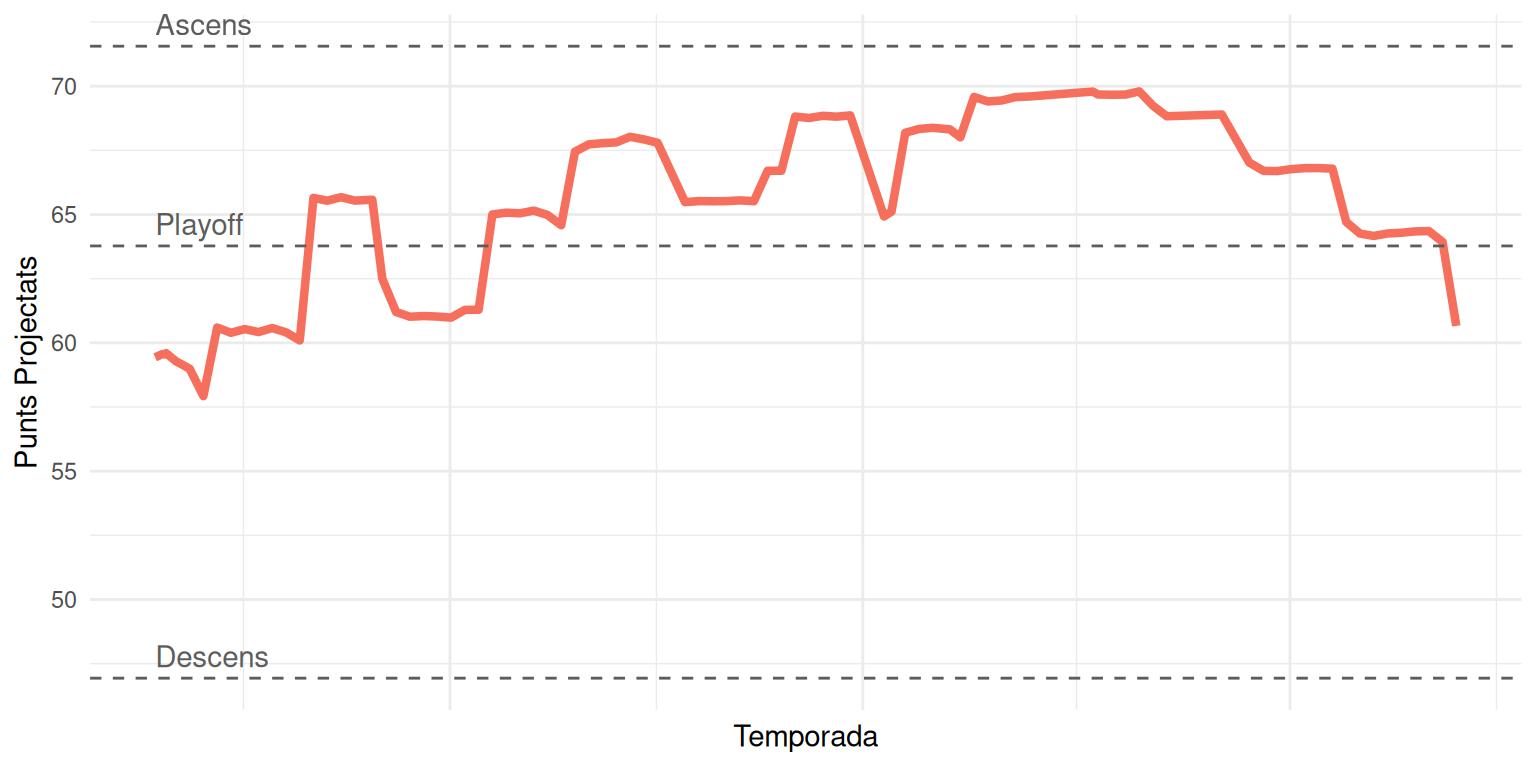 Ascens
70
65
Playoff
60
55
50
Descens
Punts Projectats
Temporada